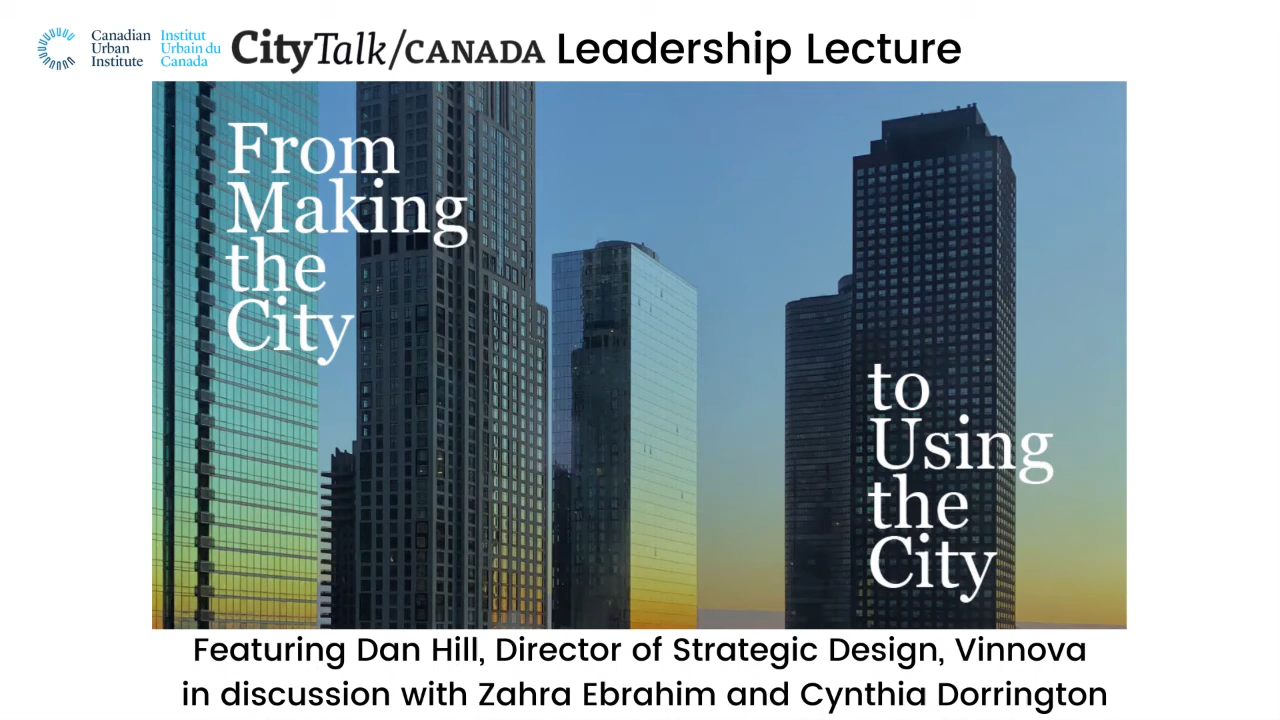 Canadian
Urban
Institute
Institut
Urbain du
Canada
CityTalk/CANADA Leadership Lecture
From
Making
the
City
to
Using
the
City
Featuring Dan Hill, Director of Strategic Design, Vinnova
in discussion with Zahra Ebrahim and Cynthia Dorrington